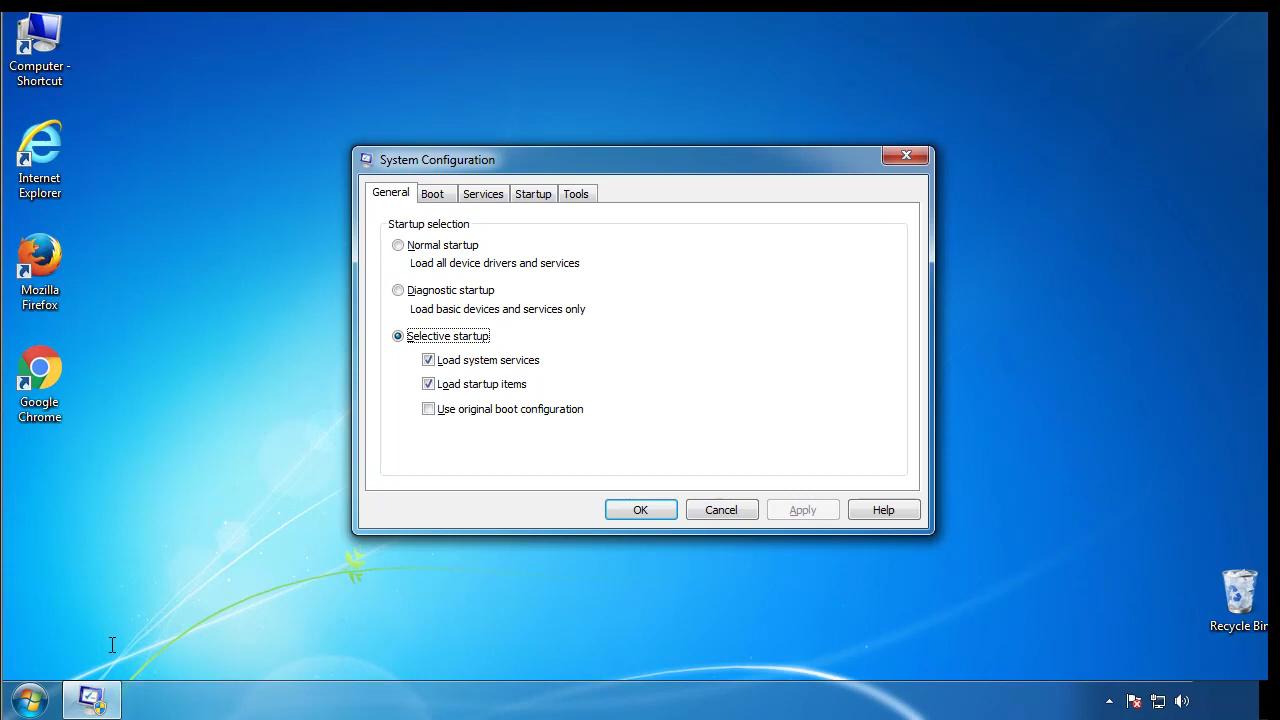 Computer -
Shortcut
Internet
Explorer
Mozilla
Firefox
Google
Chrome
System Configuration
General
Boot
Services
Startup
Tools
Startup selection
Normal startup
Load all device drivers and services
Diagnostic startup
Load basic devices and services only
Selective startup
Load system services
Load startup items
Use original boot configuration
OK
Cancel
Apply
Help
Recycle Bin